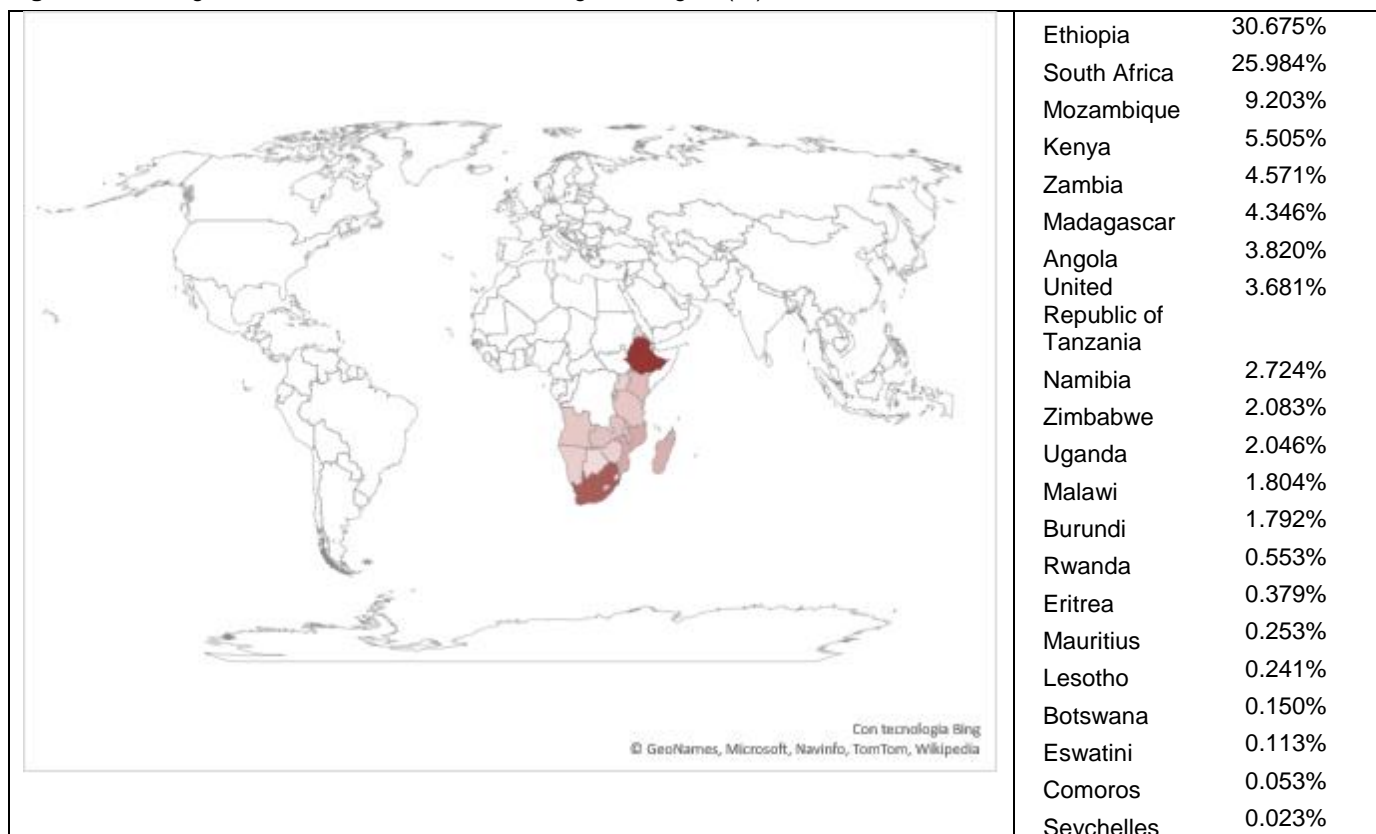 Ethiopia 30.675%
South Africa 25.984%
Mozambique 9.203%
Kenya 5.505%
Zambia 4.571%
Madagascar 4.346%
Angola 3.820%
United 3.681%
Republic of
Tanzania
Namibia 2.724%
Zimbabwe 2.083%
Uganda 2.046%
Malawi 1.804%
Burundi 1.792%
Rwanda 0.553%
Eritrea 0.379%
Mauritius 0.253%
Lesotho 0.241%
Botswana 0.150%
Eswatini 0.113%
Comoros 0.053%
Seychelles 0.023%
Con tecnologia Bing
© GeoNames, Microsoft, Navinfo, TomTom, Wikipedia